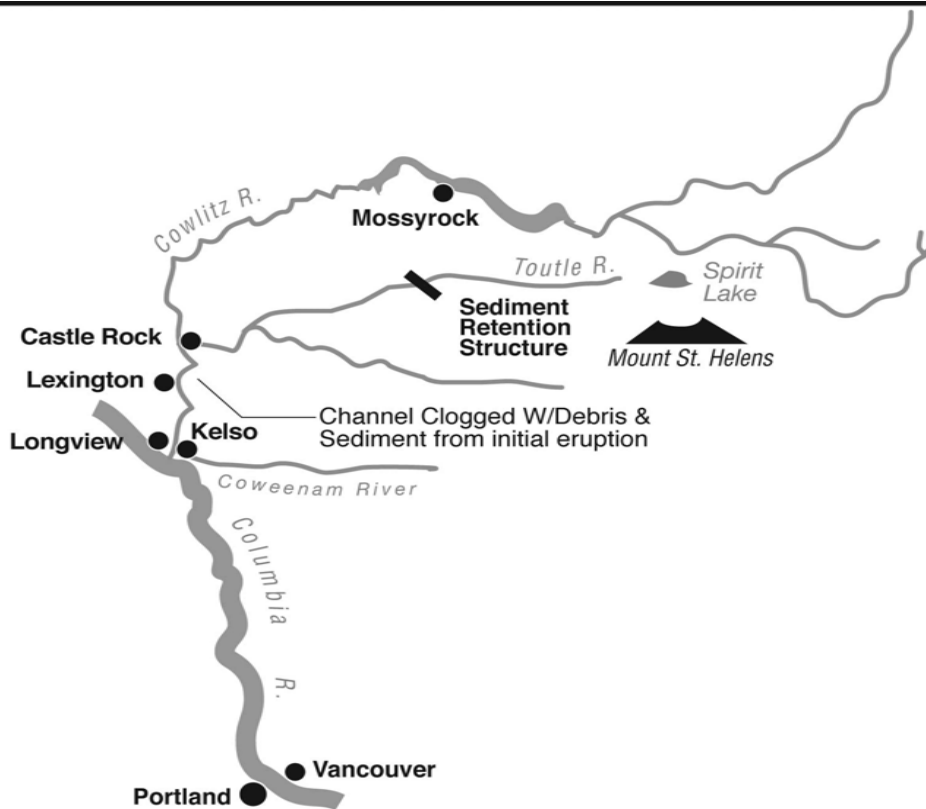 Cowlitz R.
Mossyrock
Toutle R.
Spirit
Lake
Sediment
Retention
Structure
Mount St. Helens
Castle Rock
Lexington
Channel Clogged W/Debris &
Sediment from initial eruption
Longview
Kelso
Coweenam River
Columbia R.
Vancouver
Portland